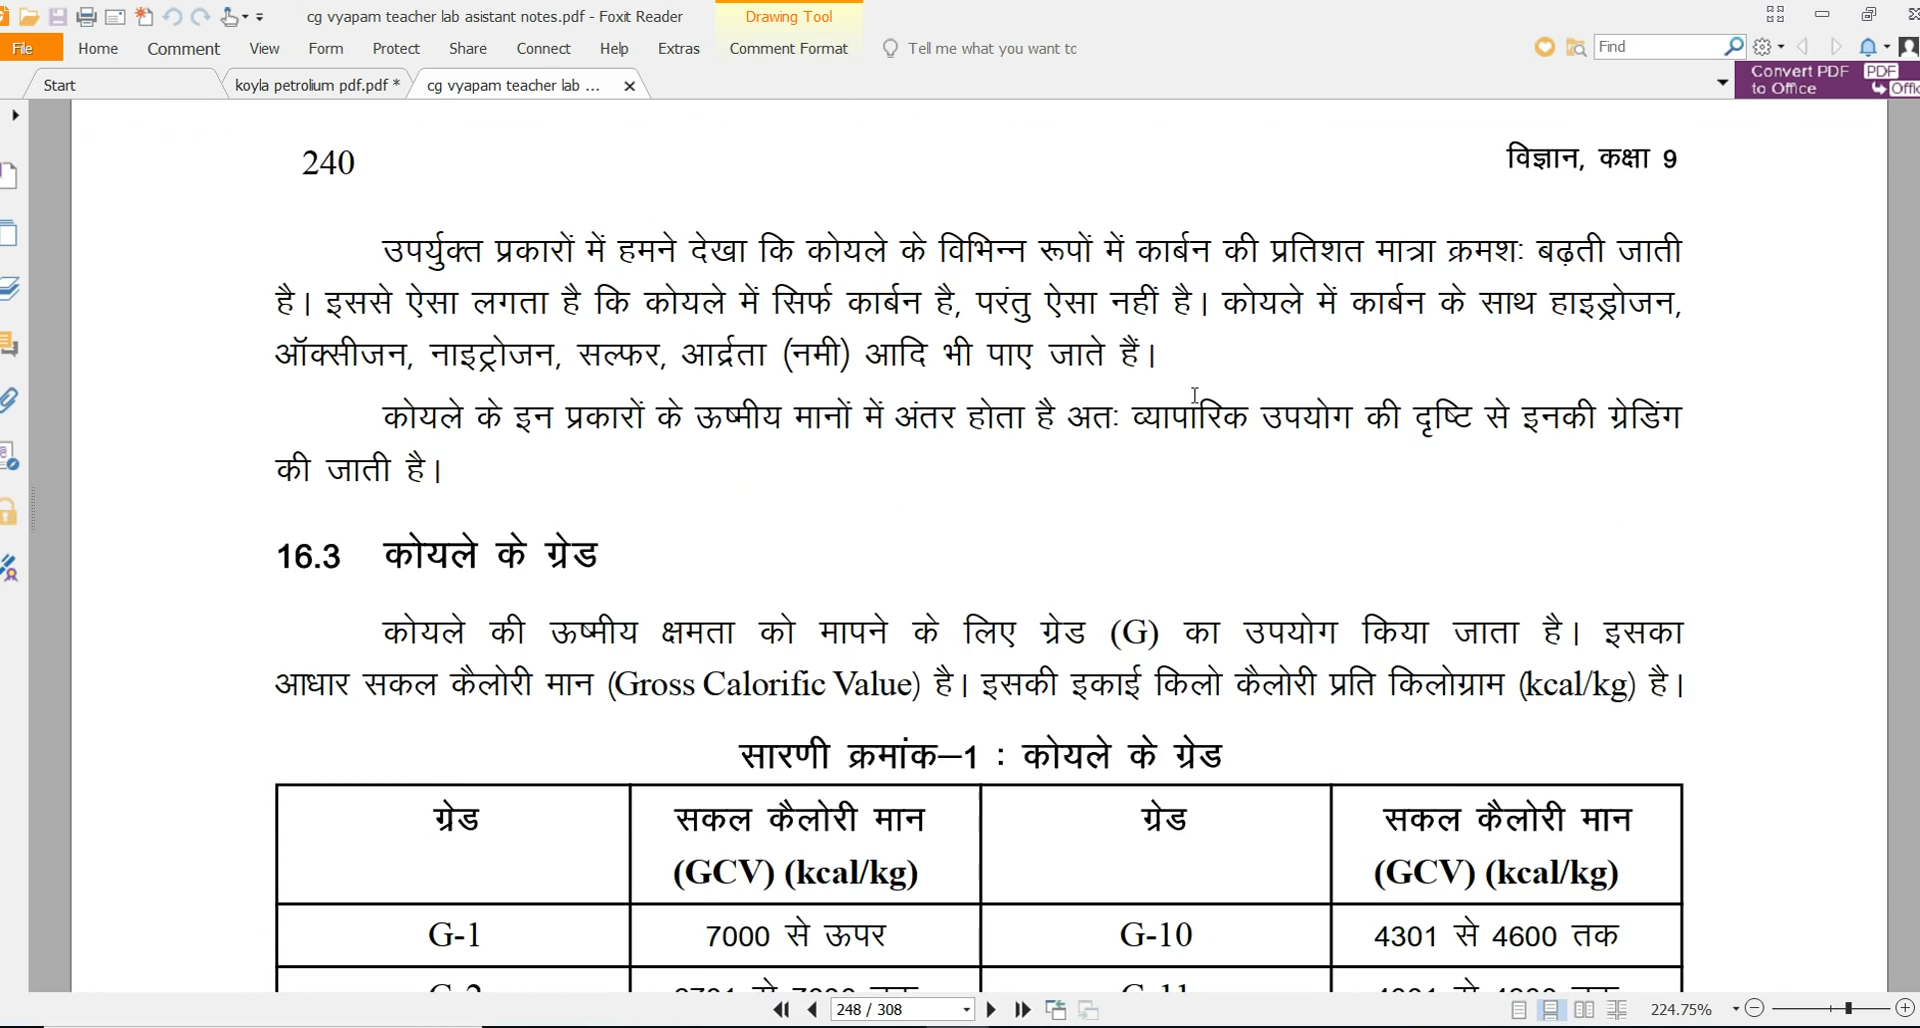 cg vyapam teacher lab asistant notes.pdf - Foxit Reader
Drawing Tool
File Home Comment View Form Protect Share Connect Help Extras Comment Format Tell me what you want to Find
Start koyla petrolium pdf.pdf * cg vyapam teacher lab ...
Convert PDF
to Office
PDF
240 विज्ञान, कक्षा 9
उपर्युक्त प्रकारों में हमने देखा कि कोयले के विभिन्न रूपों में कार्बन की प्रतिशत मात्रा क्रमशः बढ़ती जाती
है। इससे ऐसा लगता है कि कोयले में सिर्फ कार्बन है, परंतु ऐसा नहीं है। कोयले में कार्बन के साथ हाइड्रोजन,
ऑक्सीजन, नाइट्रोजन, सल्फर, आर्द्रता (नमी) आदि भी पाए जाते हैं।
कोयले के इन प्रकारों के ऊष्मीय मानों में अंतर होता है अतः व्यापारिक उपयोग की दृष्टि से इनकी ग्रेडिंग
की जाती है।
16.3 कोयले के ग्रेड
कोयले की ऊष्मीय क्षमता को मापने के लिए ग्रेड (G) का उपयोग किया जाता है। इसका
आधार सकल कैलोरी मान (Gross Calorific Value) है। इसकी इकाई किलो कैलोरी प्रति किलोग्राम (kcal/kg) है।
सारणी क्रमांक–1 : कोयले के ग्रेड
ग्रेड सकल कैलोरी मान ग्रेड सकल कैलोरी मान
(GCV) (kcal/kg) (GCV) (kcal/kg)
G-1 7000 से ऊपर G-10 4301 से 4600 तक
248 / 308 224.75%